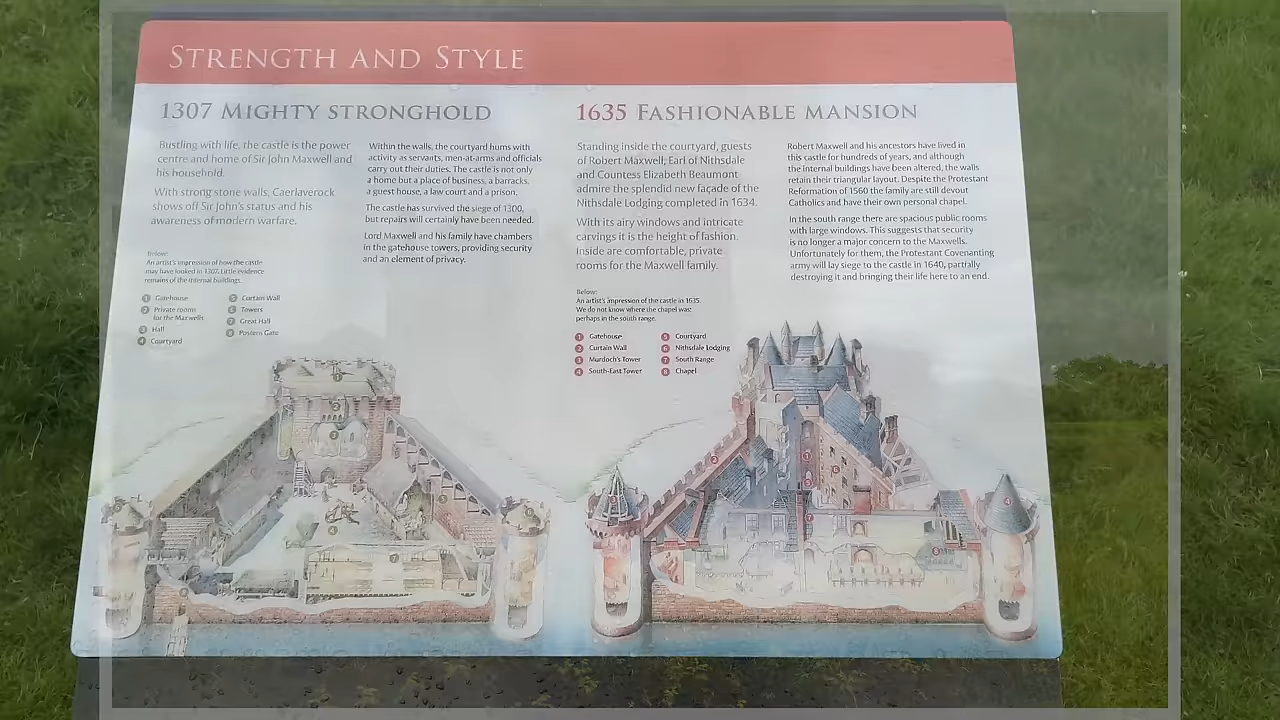 STRENGTH AND STYLE
1307 MIGHTY STRONGHOLD
Bustling with life, the castle is the power
centre and home of Sir John Maxwell and
his household.
With strong stone walls, Caerlaverock
shows off Sir John's status and his
awareness of modern warfare.
Within the walls, the courtyard hums with
activity as servants, men-at-arms and officials
carry out their duties. The castle is not only
a home but a place of business, a barracks,
a guest house, a law court and a prison.
The castle has survived the siege of 1300,
but repairs will certainly have been needed.
Lord Maxwell and his family have chambers
in the gatehouse towers, providing security
and an element of privacy.
Below:
An artist's impression of how the castle
may have looked in 1307. Little evidence
remains of the internal buildings.
1 Gatehouse
2 Private rooms
for the Maxwells
3 Hall
4 Courtyard
5 Curtain Wall
6 Towers
7 Great Hall
8 Postern Gate
1635 FASHIONABLE MANSION
Standing inside the courtyard, guests
of Robert Maxwell, Earl of Nithsdale
and Countess Elizabeth Beaumont
admire the splendid new façade of the
Nithsdale Lodging completed in 1634.
With its airy windows and intricate
carvings it is the height of fashion.
Inside are comfortable, private
rooms for the Maxwell family.
Robert Maxwell and his ancestors have lived in
this castle for hundreds of years, and although
the internal buildings have been altered, the walls
retain their triangular layout. Despite the Protestant
Reformation of 1560 the family are still devout
Catholics and have their own personal chapel.
In the south range there are spacious public rooms
with large windows. This suggests that security
is no longer a major concern to the Maxwells.
Unfortunately for them, the Protestant Covenanting
army will lay siege to the castle in 1640, partially
destroying it and bringing their life here to an end.
Below:
An artist's impression of the castle in 1635.
We do not know where the chapel was:
perhaps in the south range.
1 Gatehouse
2 Curtain Wall
3 Murdoch's Tower
4 South-East Tower
5 Courtyard
6 Nithsdale Lodging
7 South Range
8 Chapel